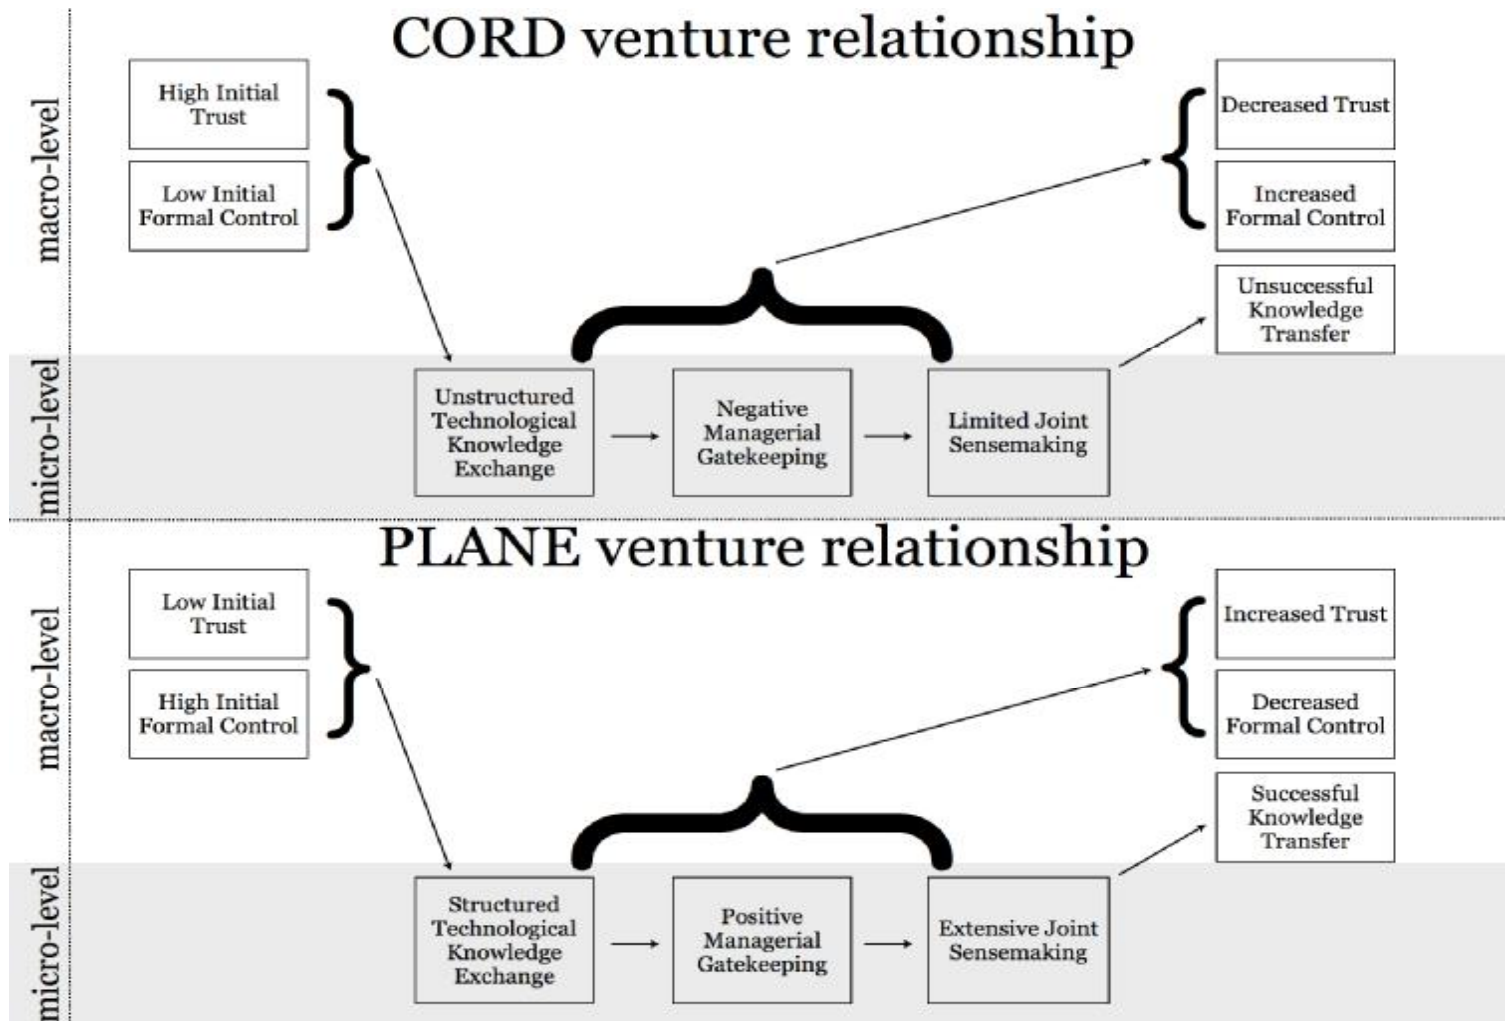 CORD venture relationship
macro-level
High Initial
Trust
Low Initial
Formal Control
Decreased Trust
Increased
Formal Control
Unsuccessful
Knowledge
Transfer
micro-level
Unstructured
Technological
Knowledge
Exchange
Negative
Managerial
Gatekeeping
Limited Joint
Sensemaking
PLANE venture relationship
macro-level
Low Initial
Trust
High Initial
Formal Control
Increased Trust
Decreased
Formal Control
Successful
Knowledge
Transfer
micro-level
Structured
Technological
Knowledge
Exchange
Positive
Managerial
Gatekeeping
Extensive Joint
Sensemaking